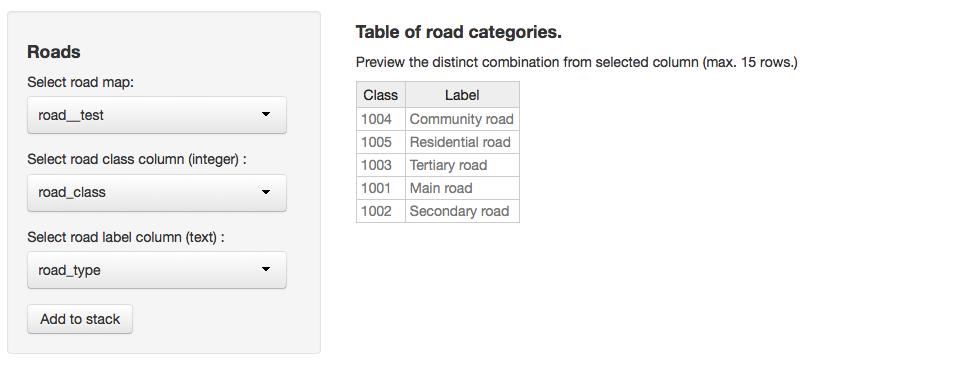 Roads
Select road map:
road__test
Select road class column (integer) :
road_class
Select road label column (text) :
road_type
Add to stack
Table of road categories.
Preview the distinct combination from selected column (max. 15 rows.)
Class Label
1004 Community road
1005 Residential road
1003 Tertiary road
1001 Main road
1002 Secondary road